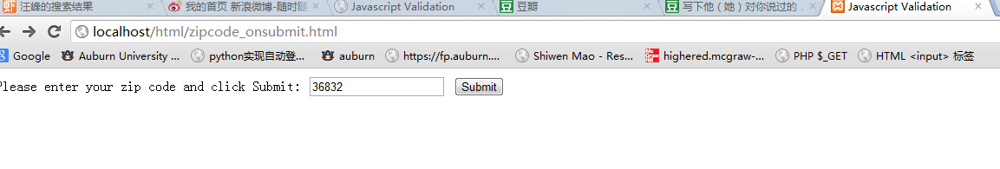 汪峰的搜索结果
我的首页 新浪微博-随时随
Javascript Validation
豆瓣
写下他（她）对你说过的，
Javascript Validation
localhost/html/zipcode_onsubmit.html
Google
Auburn University ...
python实现自动登...
auburn
https://fp.auburn....
Shiwen Mao - Res...
highered.mcgraw-...
PHP $_GET
HTML <input> 标签
Please enter your zip code and click Submit: 36832 Submit